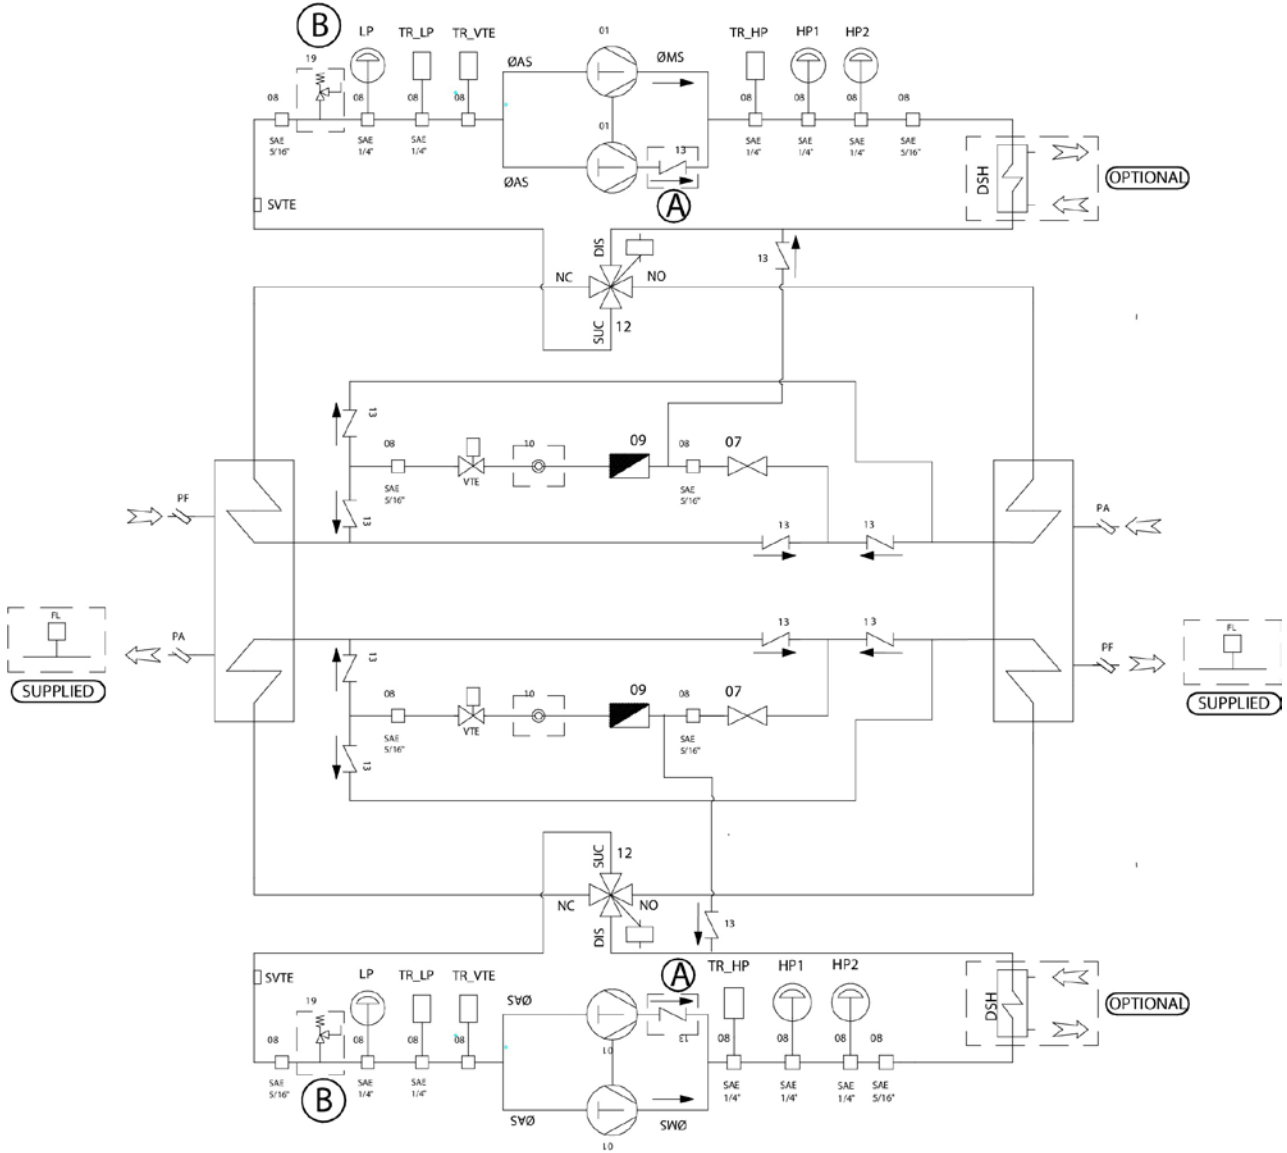 B
LP
TR_LP
TR_VTE
01
ØAS
ØMS
TR_HP
HP1
HP2
19
08
08
08
08
01
08
08
08
08
SAE
5/16"
SAE
1/4"
SAE
1/4"
13
SAE
1/4"
SAE
1/4"
SAE
1/4"
SAE
5/16"
ØAS
A
DSH
OPTIONAL
SVTE
DIS
NC
NO
13
SUC
12
13
08
10
09
08
07
SAE
5/16"
VTE
SAE
5/16"
PF
13
13
13
PA
FL
PA
13
13
FL
PF
SUPPLIED
SUPPLIED
13
08
10
09
08
07
SAE
5/16"
VTE
SAE
5/16"
13
SUC
12
NC
NO
DIS
13
SVTE
LP
TR_LP
TR_VTE
A
TR_HP
HP1
HP2
DSH
OPTIONAL
19
ØAS
08
08
08
08
01
13
08
08
08
08
SAE
5/16"
B
SAE
1/4"
SAE
1/4"
SAE
1/4"
SAE
1/4"
SAE
1/4"
SAE
5/16"
ØAS
ØMS
01